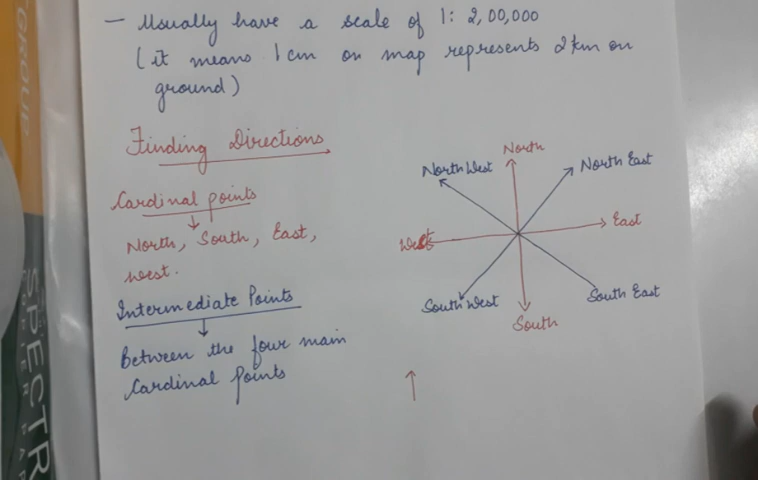 — Usually have a scale of 1: 2,00,000
(it means 1 cm on map represents 2 km on
ground)
Finding Directions
Cardinal points
North, South, East,
west.
Intermediate Points
Between the four main
Cardinal Points
North
North West
North East
West
East
South West
South East
South
GROUP
SPECTR